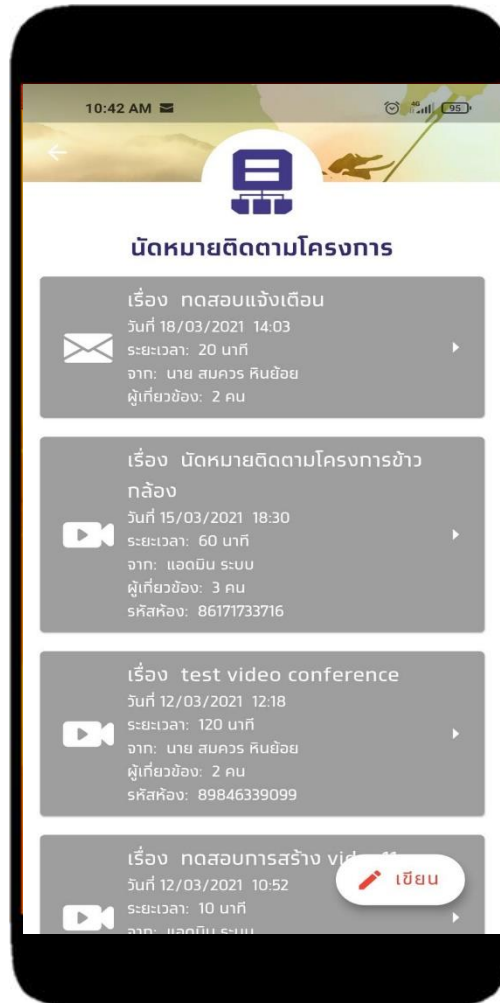 10:42 AM
4G
95
นัดหมายติดตามโครงการ
เรื่อง ทดสอบแจ้งเตือน
วันที่ 18/03/2021 14:03
ระยะเวลา: 20 นาที
จาก: นาย สมควร หินย้อย
ผู้เกี่ยวข้อง: 2 คน
เรื่อง นัดหมายติดตามโครงการข้าว
กล้อง
วันที่ 15/03/2021 18:30
ระยะเวลา: 60 นาที
จาก: แอดมิน ระบบ
ผู้เกี่ยวข้อง: 3 คน
รหัสห้อง: 86171733716
เรื่อง test video conference
วันที่ 12/03/2021 12:18
ระยะเวลา: 120 นาที
จาก: นาย สมควร หินย้อย
ผู้เกี่ยวข้อง: 2 คน
รหัสห้อง: 89846339099
เรื่อง ทดสอบการสร้าง
วันที่ 12/03/2021 10:52
เขียน
ระยะเวลา: 10 นาที
จาก: แอดมิน ระบบ